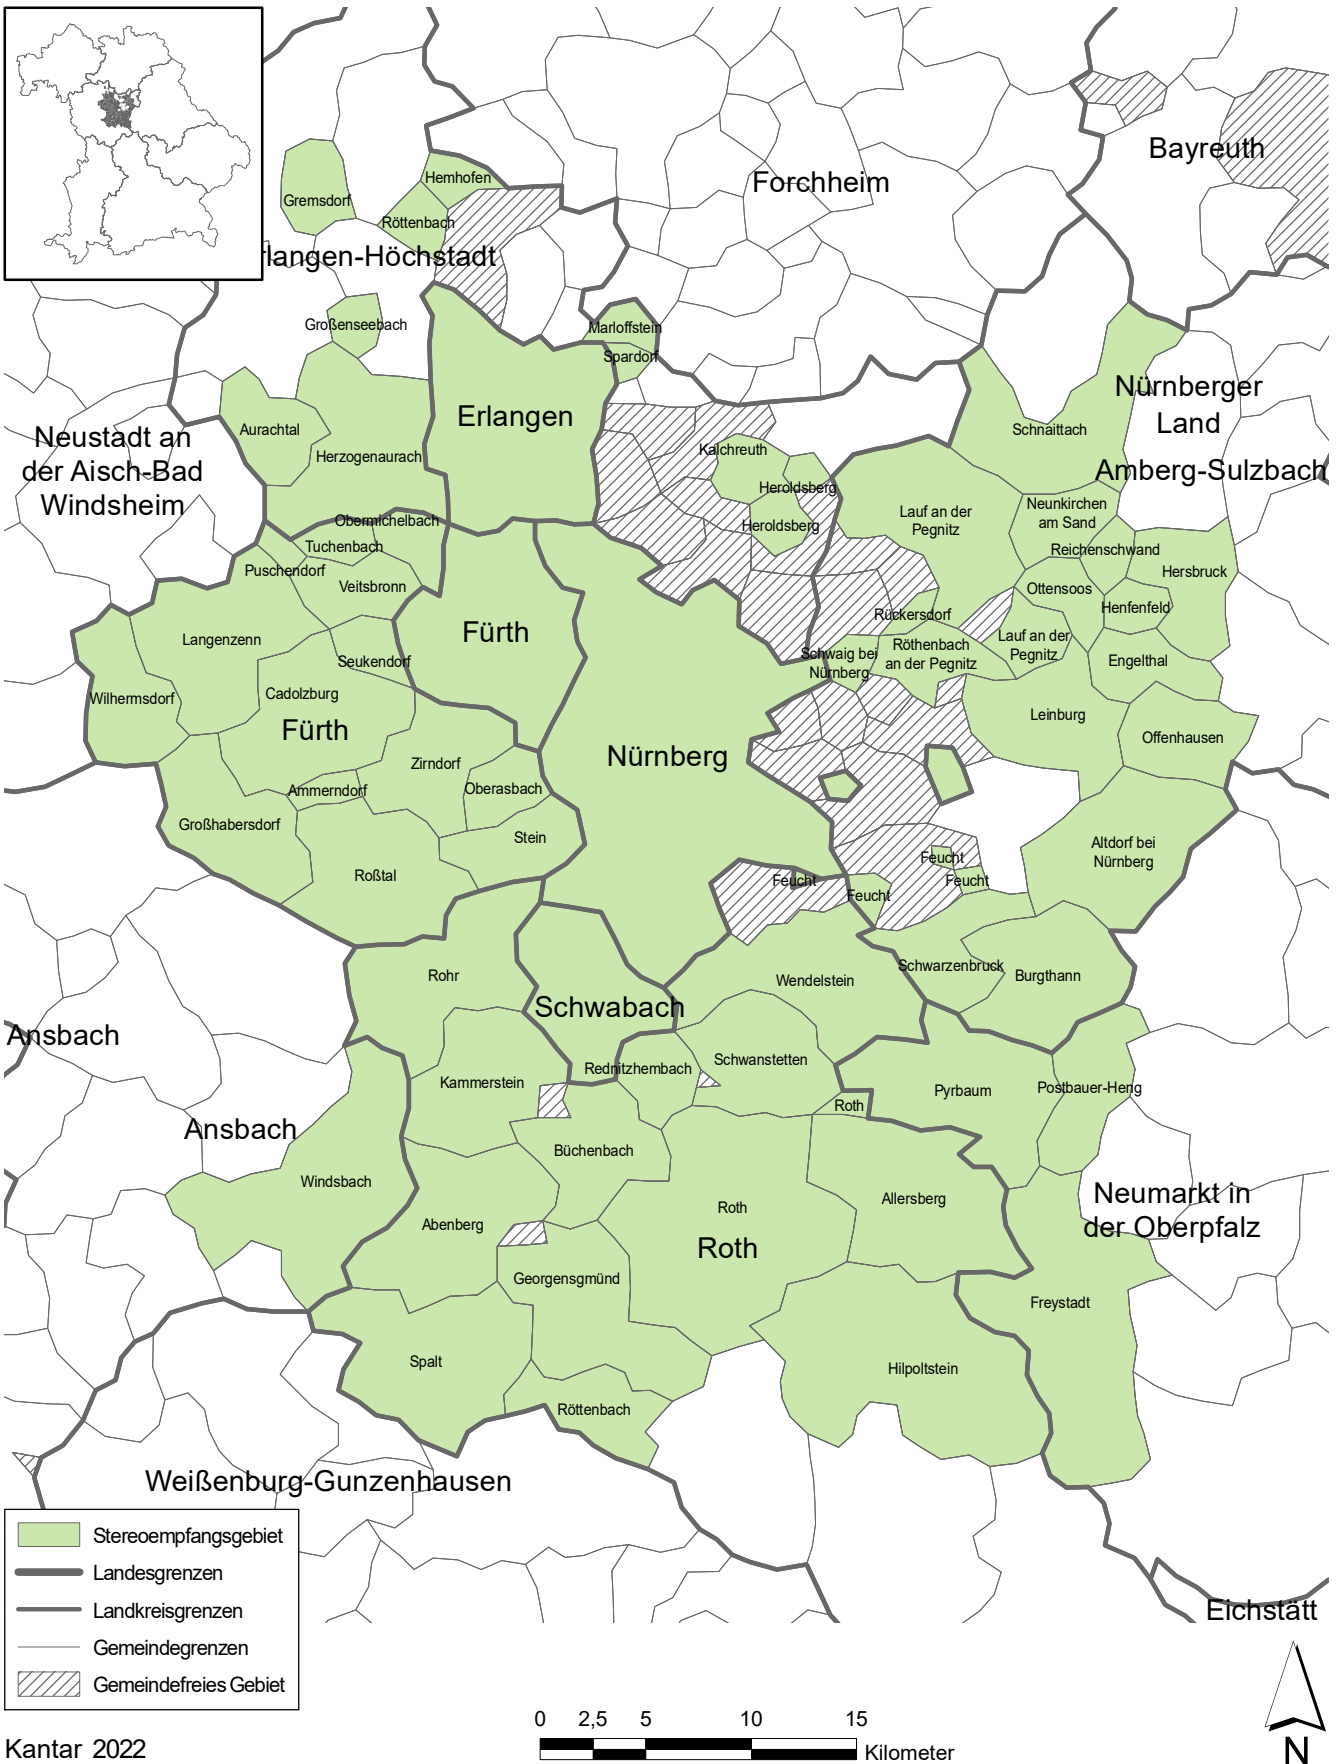 Bayreuth
Forchheim
Hemhofen
Gremsdorf
Röttenbach
rlangen-Höchstadt
Großenseebach
Marloffstein
Spardorf
Nürnberger
Land
Erlangen
Aurachtal
Schnaittach
Neustadt an
der Aisch-Bad
Windsheim
Herzogenaurach
Kalchreuth
Amberg-Sulzbach
Heroldsberg
Heroldsberg
Lauf an der
Pegnitz
Neunkirchen
am Sand
Obermichelbach
Tuchenbach
Reichenschwand
Puschendorf
Veitsbronn
Hersbruck
Ottensoos
Henfenfeld
Rückersdorf
Langenzenn
Fürth
Seukendorf
Schwaig bei
Nürnberg
Röthenbach
an der Pegnitz
Lauf an der
Pegnitz
Engelthal
Wilhermsdorf
Cadolzburg
Fürth
Leinburg
Offenhausen
Nürnberg
Zirndorf
Ammerndorf
Oberasbach
Großhabersdorf
Stein
Altdorf bei
Nürnberg
Roßtal
Feucht
Feucht
Feucht
Feucht
Rohr
Wendelstein
Schwarzenbruck
Burgthann
Schwabach
Ansbach
Rednitzhembach
Schwanstetten
Kammerstein
Pyrbaum
Postbauer-Heng
Roth
Ansbach
Büchenbach
Windsbach
Neumarkt in
der Oberpfalz
Abenberg
Roth
Allersberg
Roth
Georgensgmünd
Freystadt
Spalt
Hilpoltstein
Röttenbach
Weißenburg-Gunzenhausen
Stereoempfangsgebiet
Landesgrenzen
Landkreisgrenzen
Gemeindegrenzen
Gemeindefreies Gebiet
Eichstätt
0 2,5 5 10 15
Kilometer
N
Kantar 2022